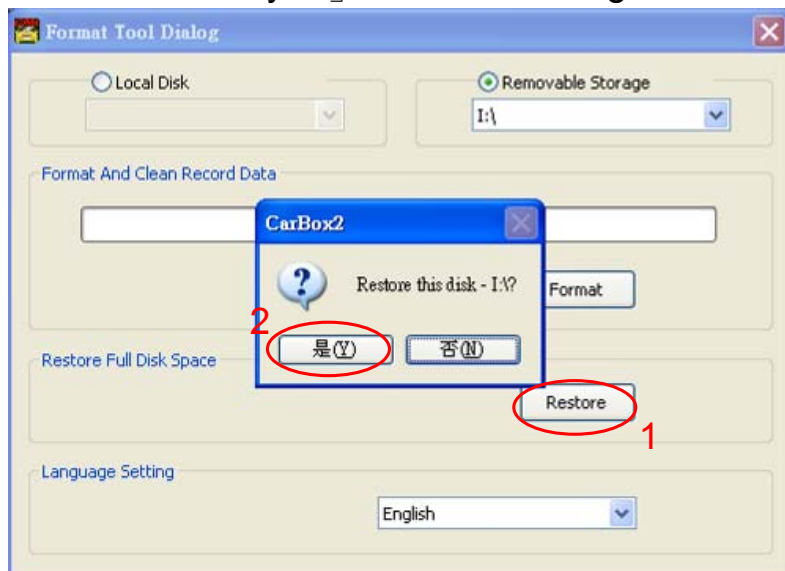 Format Tool Dialog
Local Disk
Removable Storage
I:\
Format And Clean Record Data
CarBox2
Restore this disk - I:\?
Format
2
是(Y)
否(N)
Restore Full Disk Space
Restore
1
Language Setting
English